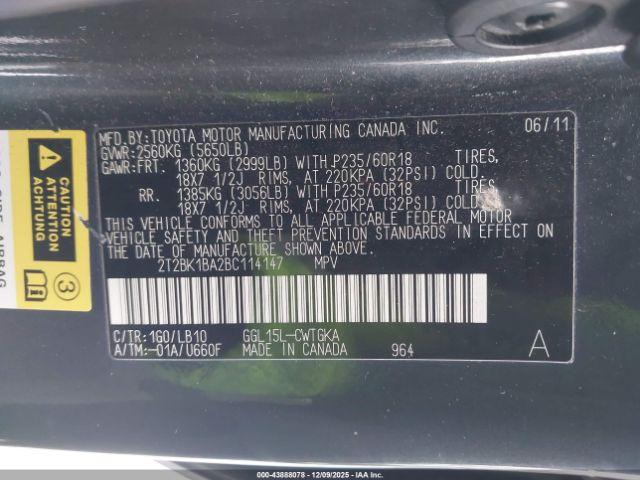 MFD.BY:TOYOTA MOTOR MANUFACTURING CANADA INC. 06/11
GVWR:2560KG (5650LB)
GAWR:FRT. 1360KG (2999LB) WITH P235/60R18 TIRES,
18X7 1/2J RIMS, AT 220KPA (32PSI) COLD.
RR. 1385KG (3056LB) WITH P235/60R18 TIRES,
18X7 1/2J RIMS, AT 220KPA (32PSI) COLD.
THIS VEHICLE CONFORMS TO ALL APPLICABLE FEDERAL MOTOR
VEHICLE SAFETY AND THEFT PREVENTION STANDARDS IN EFFECT ON
THE DATE OF MANUFACTURE SHOWN ABOVE.
2T2BK1BA2BC114147 MPV
C/TR:1G0/LB10 GGL15L-CWTGKA
A/TM:-01A/U660F MADE IN CANADA 964 A
CAUTION
ATTENTION
ACHTUNG
3
SIDE AIRBAG
000-43888078 - 12/09/2025 - IAA Inc.